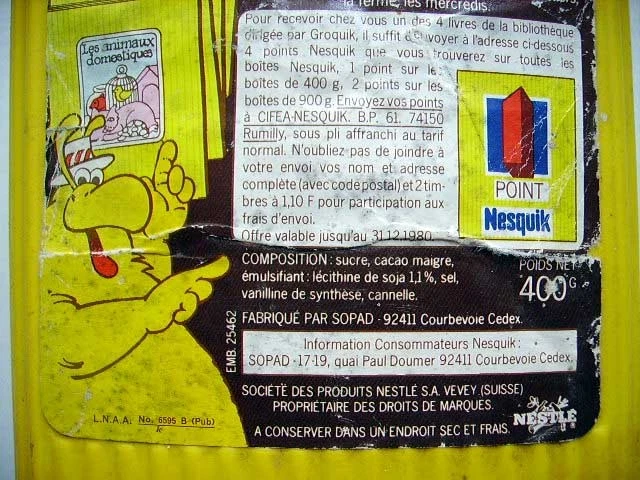 la ferme, les mercredis.
Pour recevoir chez vous un des 4 livres de la bibliothèque
dirigée par Groquik, il suffit d'envoyer à l'adresse ci-dessous
4 points Nesquik que vous trouverez sur toutes les
boîtes Nesquik, 1 point sur les
boîtes de 400 g, 2 points sur les
boîtes de 900 g. Envoyez vos points
à CIFEA-NESQUIK. B.P. 61. 74150
Rumilly, sous pli affranchi au tarif
normal. N'oubliez pas de joindre à
votre envoi vos nom et adresse
complète (avec code postal) et 2 tim-
bres à 1,10 F pour participation aux
frais d'envoi.
Offre valable jusqu'au 31.12.1980.
Les animaux
domestiques
POINT
Nesquik
COMPOSITION : sucre, cacao maigre,
émulsifiant : lécithine de soja 1,1%, sel,
vanilline de synthèse, cannelle.
POIDS NET
400 G
EMB. 25462
FABRIQUÉ PAR SOPAD - 92411 Courbevoie Cedex.
Information Consommateurs Nesquik :
SOPAD - 17-19, quai Paul Doumer 92411 Courbevoie Cedex.
SOCIÉTÉ DES PRODUITS NESTLÉ S.A. VEVEY (SUISSE)
PROPRIÉTAIRE DES DROITS DE MARQUES.
NESTLÉ
L.N.A.A. No. 6595 B (Pub)
A CONSERVER DANS UN ENDROIT SEC ET FRAIS.